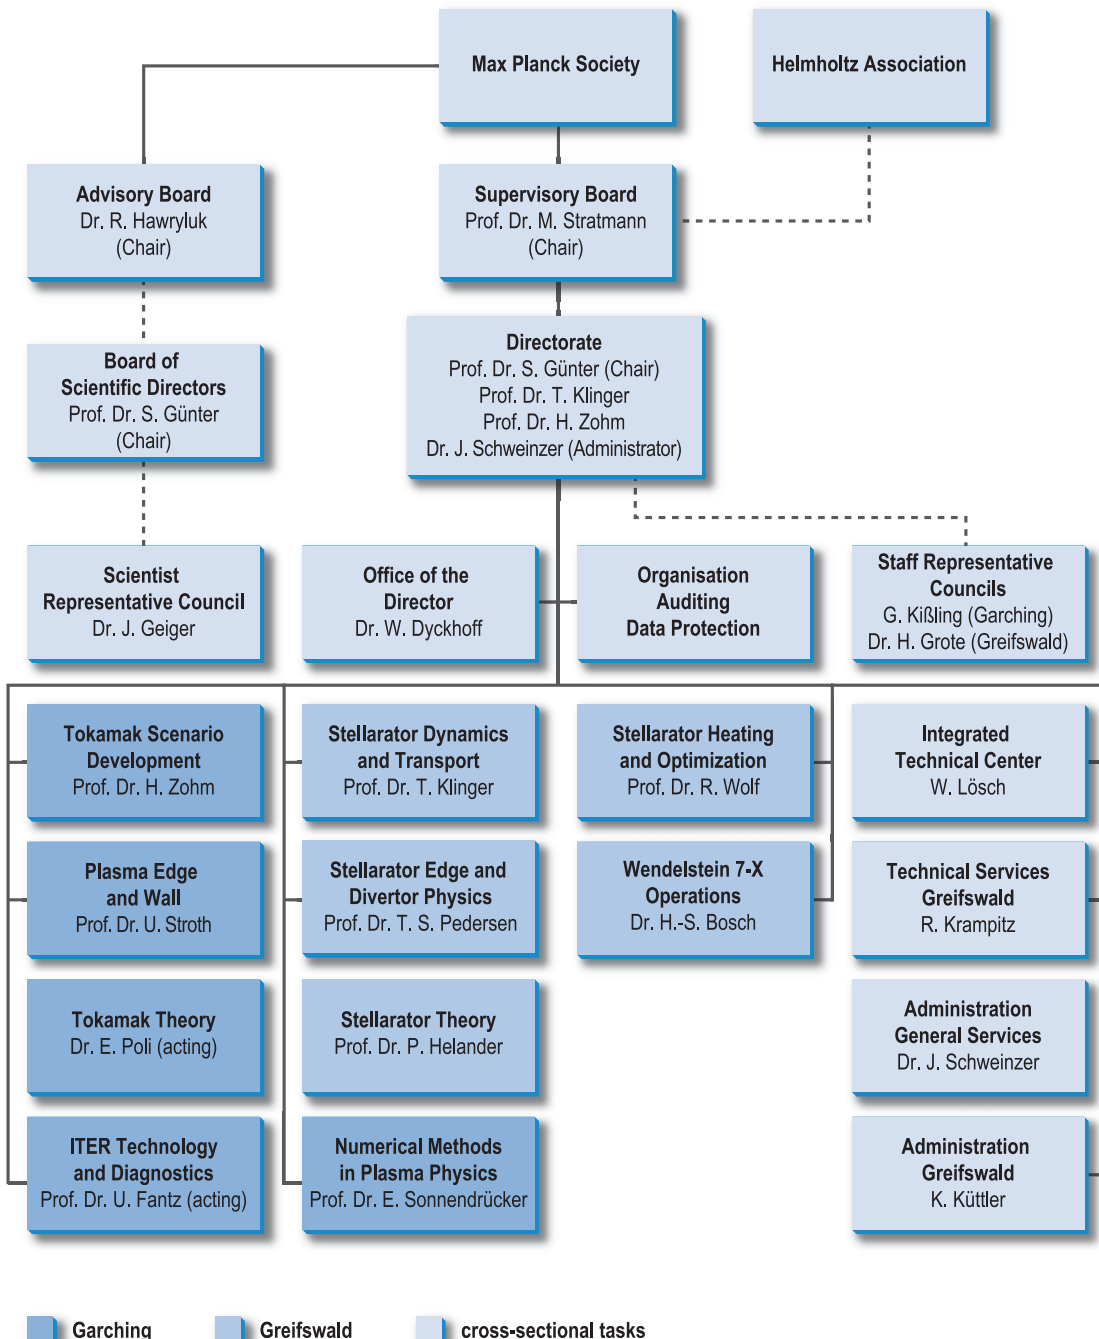 Max Planck Society
Helmholtz Association
Advisory Board
Dr. R. Hawryluk
(Chair)
Supervisory Board
Prof. Dr. M. Stratmann
(Chair)
Board of
Scientific Directors
Prof. Dr. S. Günter
(Chair)
Directorate
Prof. Dr. S. Günter (Chair)
Prof. Dr. T. Klinger
Prof. Dr. H. Zohm
Dr. J. Schweinzer (Administrator)
Scientist
Representative Council
Dr. J. Geiger
Office of the
Director
Dr. W. Dyckhoff
Organisation
Auditing
Data Protection
Staff Representative
Councils
G. Kißling (Garching)
Dr. H. Grote (Greifswald)
Tokamak Scenario
Development
Prof. Dr. H. Zohm
Stellarator Dynamics
and Transport
Prof. Dr. T. Klinger
Stellarator Heating
and Optimization
Prof. Dr. R. Wolf
Integrated
Technical Center
W. Lösch
Plasma Edge
and Wall
Prof. Dr. U. Stroth
Stellarator Edge and
Divertor Physics
Prof. Dr. T. S. Pedersen
Wendelstein 7-X
Operations
Dr. H.-S. Bosch
Technical Services
Greifswald
R. Krampitz
Tokamak Theory
Dr. E. Poli (acting)
Stellarator Theory
Prof. Dr. P. Helander
Administration
General Services
Dr. J. Schweinzer
ITER Technology
and Diagnostics
Prof. Dr. U. Fantz (acting)
Numerical Methods
in Plasma Physics
Prof. Dr. E. Sonnendrücker
Administration
Greifswald
K. Küttler
Garching
Greifswald
cross-sectional tasks